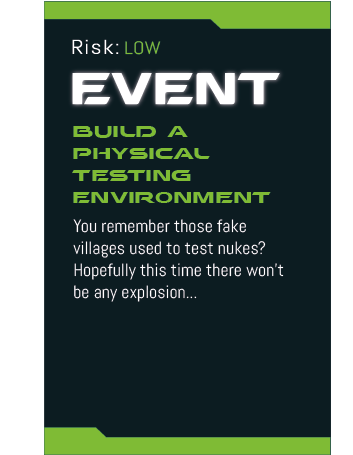 Risk: LOW
EVENT
BUILD A
PHYSICAL
TESTING
ENVIRONMENT
You remember those fake
villages used to test nukes?
Hopefully this time there won't
be any explosion...